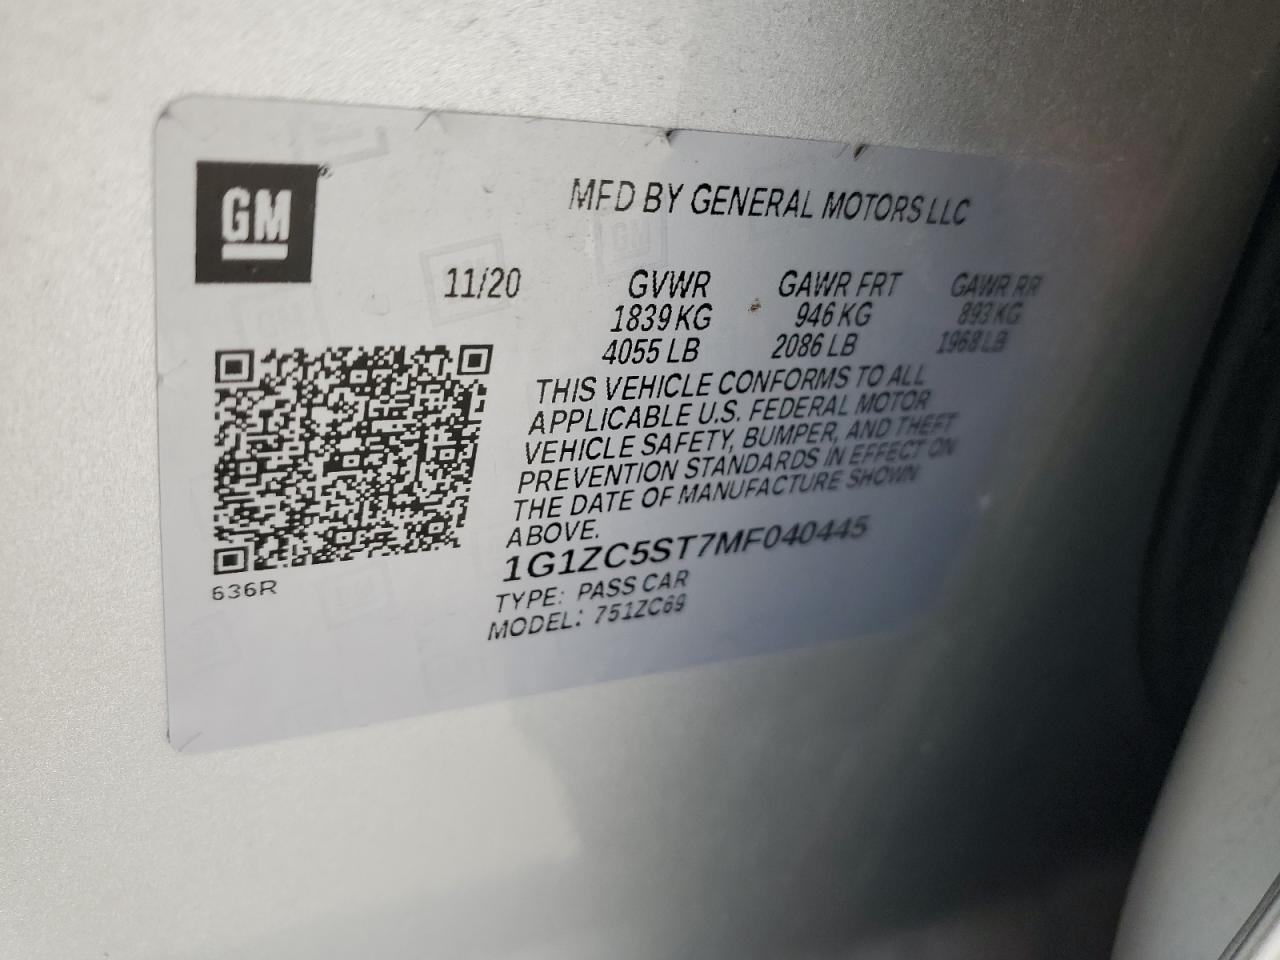 GM
MFD BY GENERAL MOTORS LLC
11/20 GVWR GAWR FRT GAWR RR
1839 KG 946 KG 893 KG
4055 LB 2086 LB 1968 LB
THIS VEHICLE CONFORMS TO ALL
APPLICABLE U.S. FEDERAL MOTOR
VEHICLE SAFETY, BUMPER, AND THEFT
PREVENTION STANDARDS IN EFFECT ON
THE DATE OF MANUFACTURE SHOWN
ABOVE.
1G1ZC5ST7MF040445
TYPE: PASS CAR
MODEL: 751ZC69
636R